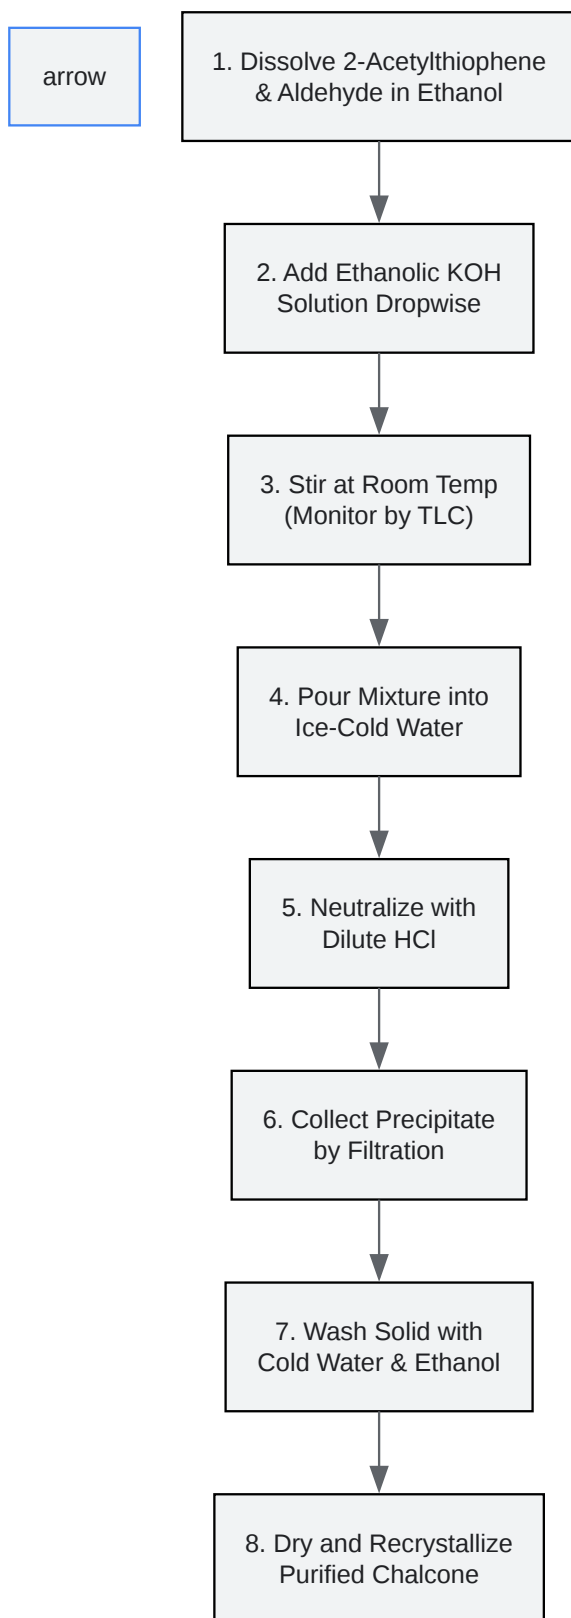 arrow
1. Dissolve 2-Acetylthiophene
& Aldehyde in Ethanol
2. Add Ethanolic KOH
Solution Dropwise
3. Stir at Room Temp
(Monitor by TLC)
4. Pour Mixture into
Ice-Cold Water
5. Neutralize with
Dilute HCl
6. Collect Precipitate
by Filtration
7. Wash Solid with
Cold Water & Ethanol
8. Dry and Recrystallize
Purified Chalcone